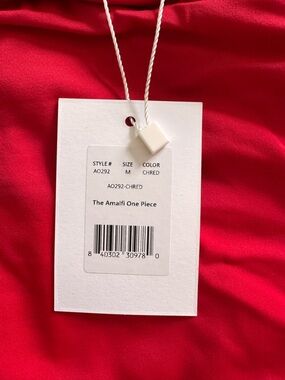 STYLE # SIZE COLOR
AO292 M CHRED
AO292-CHRED
The Amalfi One Piece
8 40302 30978 0